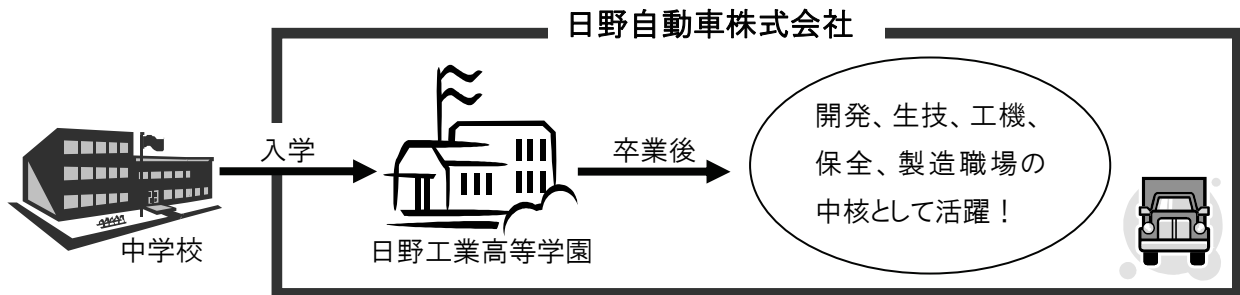 日野自動車株式会社
中学校
入学
日野工業高等学園
卒業後
開発、生技、工機、
保全、製造職場の
中核として活躍！